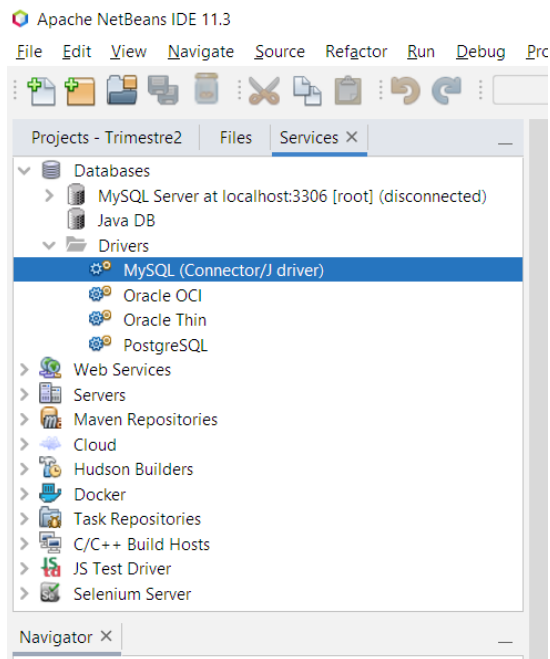 Apache NetBeans IDE 11.3
File Edit View Navigate Source Refactor Run Debug
Projects - Trimestre2 Files Services
Databases
MySQL Server at localhost:3306 [root] (disconnected)
Java DB
Drivers
MySQL (Connector/J driver)
Oracle OCI
Oracle Thin
PostgreSQL
Web Services
Servers
Maven Repositories
Cloud
Hudson Builders
Docker
Task Repositories
C/C++ Build Hosts
JS Test Driver
Selenium Server
Navigator